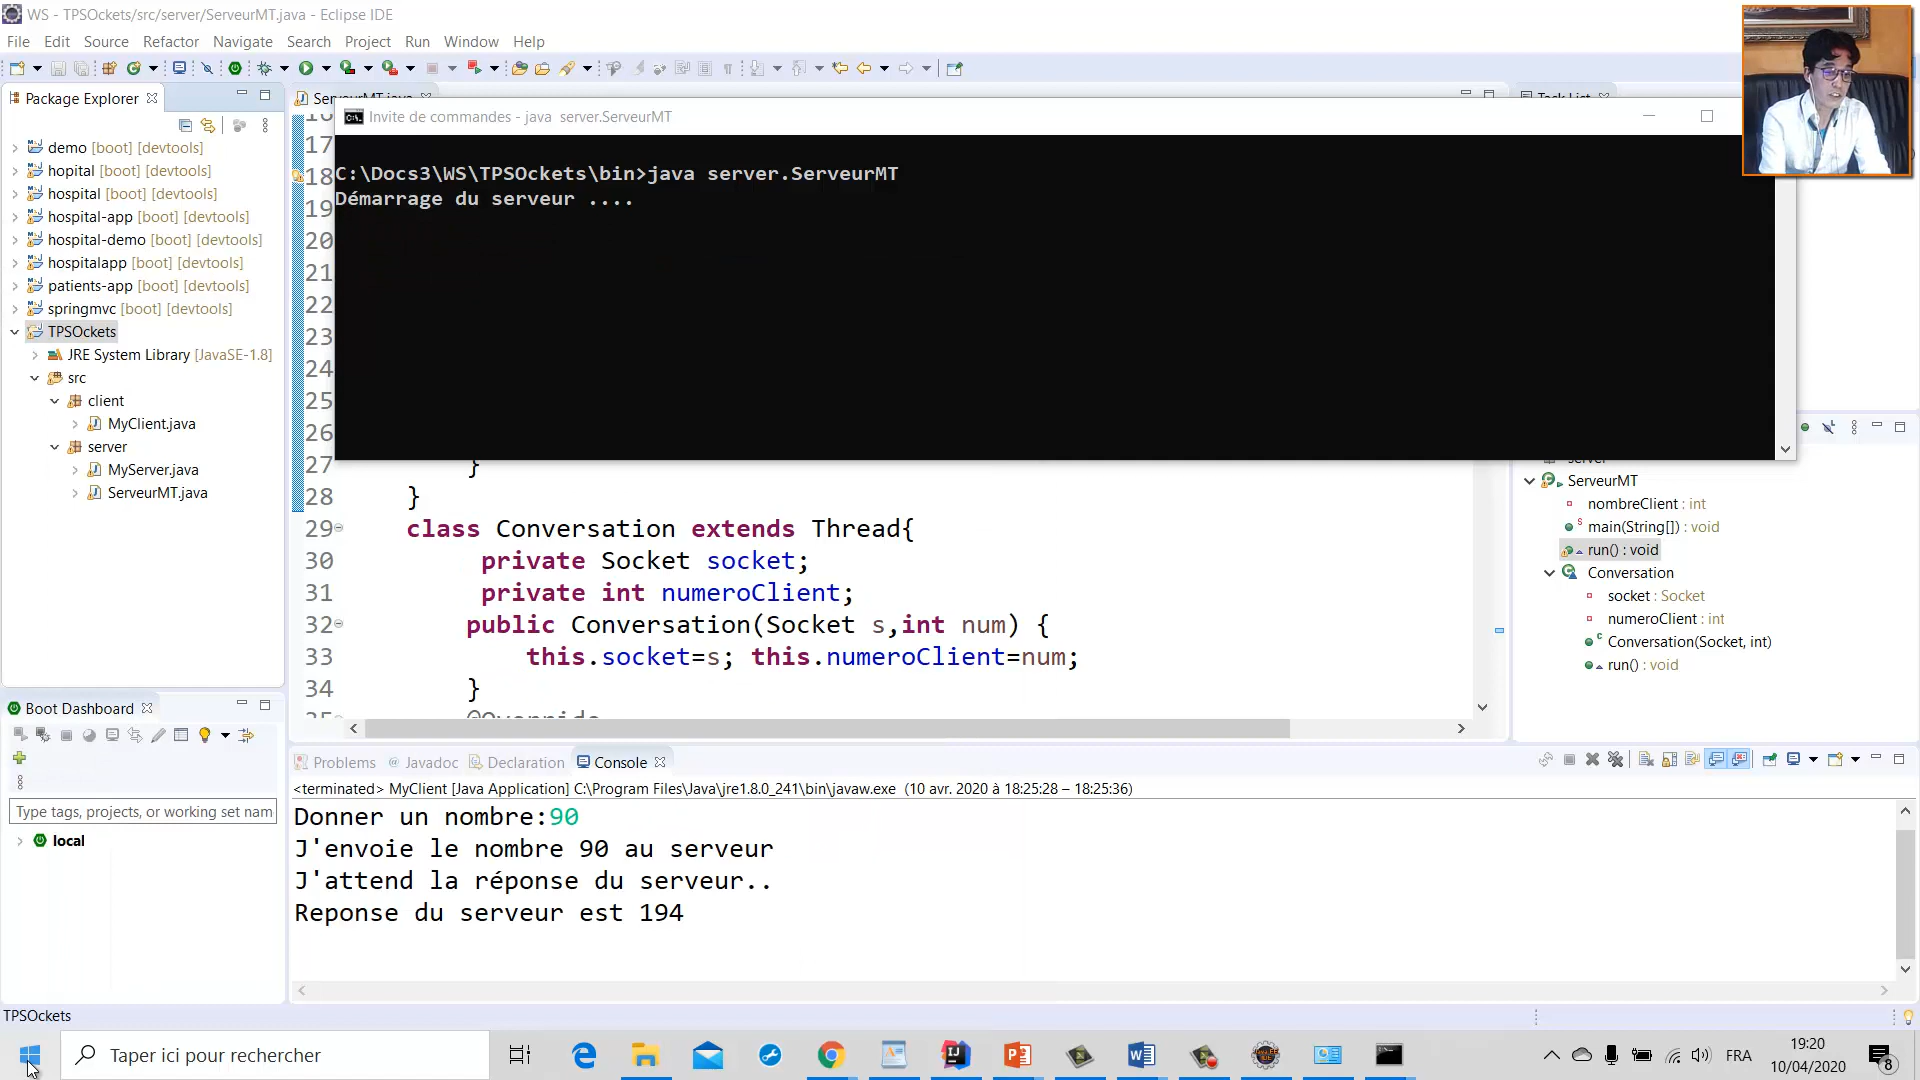 WS - TPSOckets/src/server/ServeurMT.java - Eclipse IDE
File Edit Source Refactor Navigate Search Project Run Window Help
Package Explorer
demo [boot] [devtools]
hopital [boot] [devtools]
hospital [boot] [devtools]
hospital-app [boot] [devtools]
hospital-demo [boot] [devtools]
hospitalapp [boot] [devtools]
patients-app [boot] [devtools]
springmvc [boot] [devtools]
TPSOckets
JRE System Library [JavaSE-1.8]
src
client
MyClient.java
server
MyServer.java
ServeurMT.java
Invite de commandes - java server.ServeurMT
C:\Docs3\WS\TPSOckets\bin>java server.ServeurMT
Démarrage du serveur ....
17
18
19
20
21
22
23
24
25
26
27 }
28 }
29 class Conversation extends Thread{
30 private Socket socket;
31 private int numeroClient;
32 public Conversation(Socket s,int num) {
33 this.socket=s; this.numeroClient=num;
34 }
ServeurMT
nombreClient : int
main(String[]) : void
run() : void
Conversation
socket : Socket
numeroClient : int
Conversation(Socket, int)
run() : void
Boot Dashboard
Type tags, projects, or working set nam
local
Problems @ Javadoc Declaration Console
<terminated> MyClient [Java Application] C:\Program Files\Java\jre1.8.0_241\bin\javaw.exe (10 avr. 2020 à 18:25:28 – 18:25:36)
Donner un nombre:90
J'envoie le nombre 90 au serveur
J'attend la réponse du serveur..
Reponse du serveur est 194
TPSOckets
Taper ici pour rechercher
FRA
19:20
10/04/2020
8